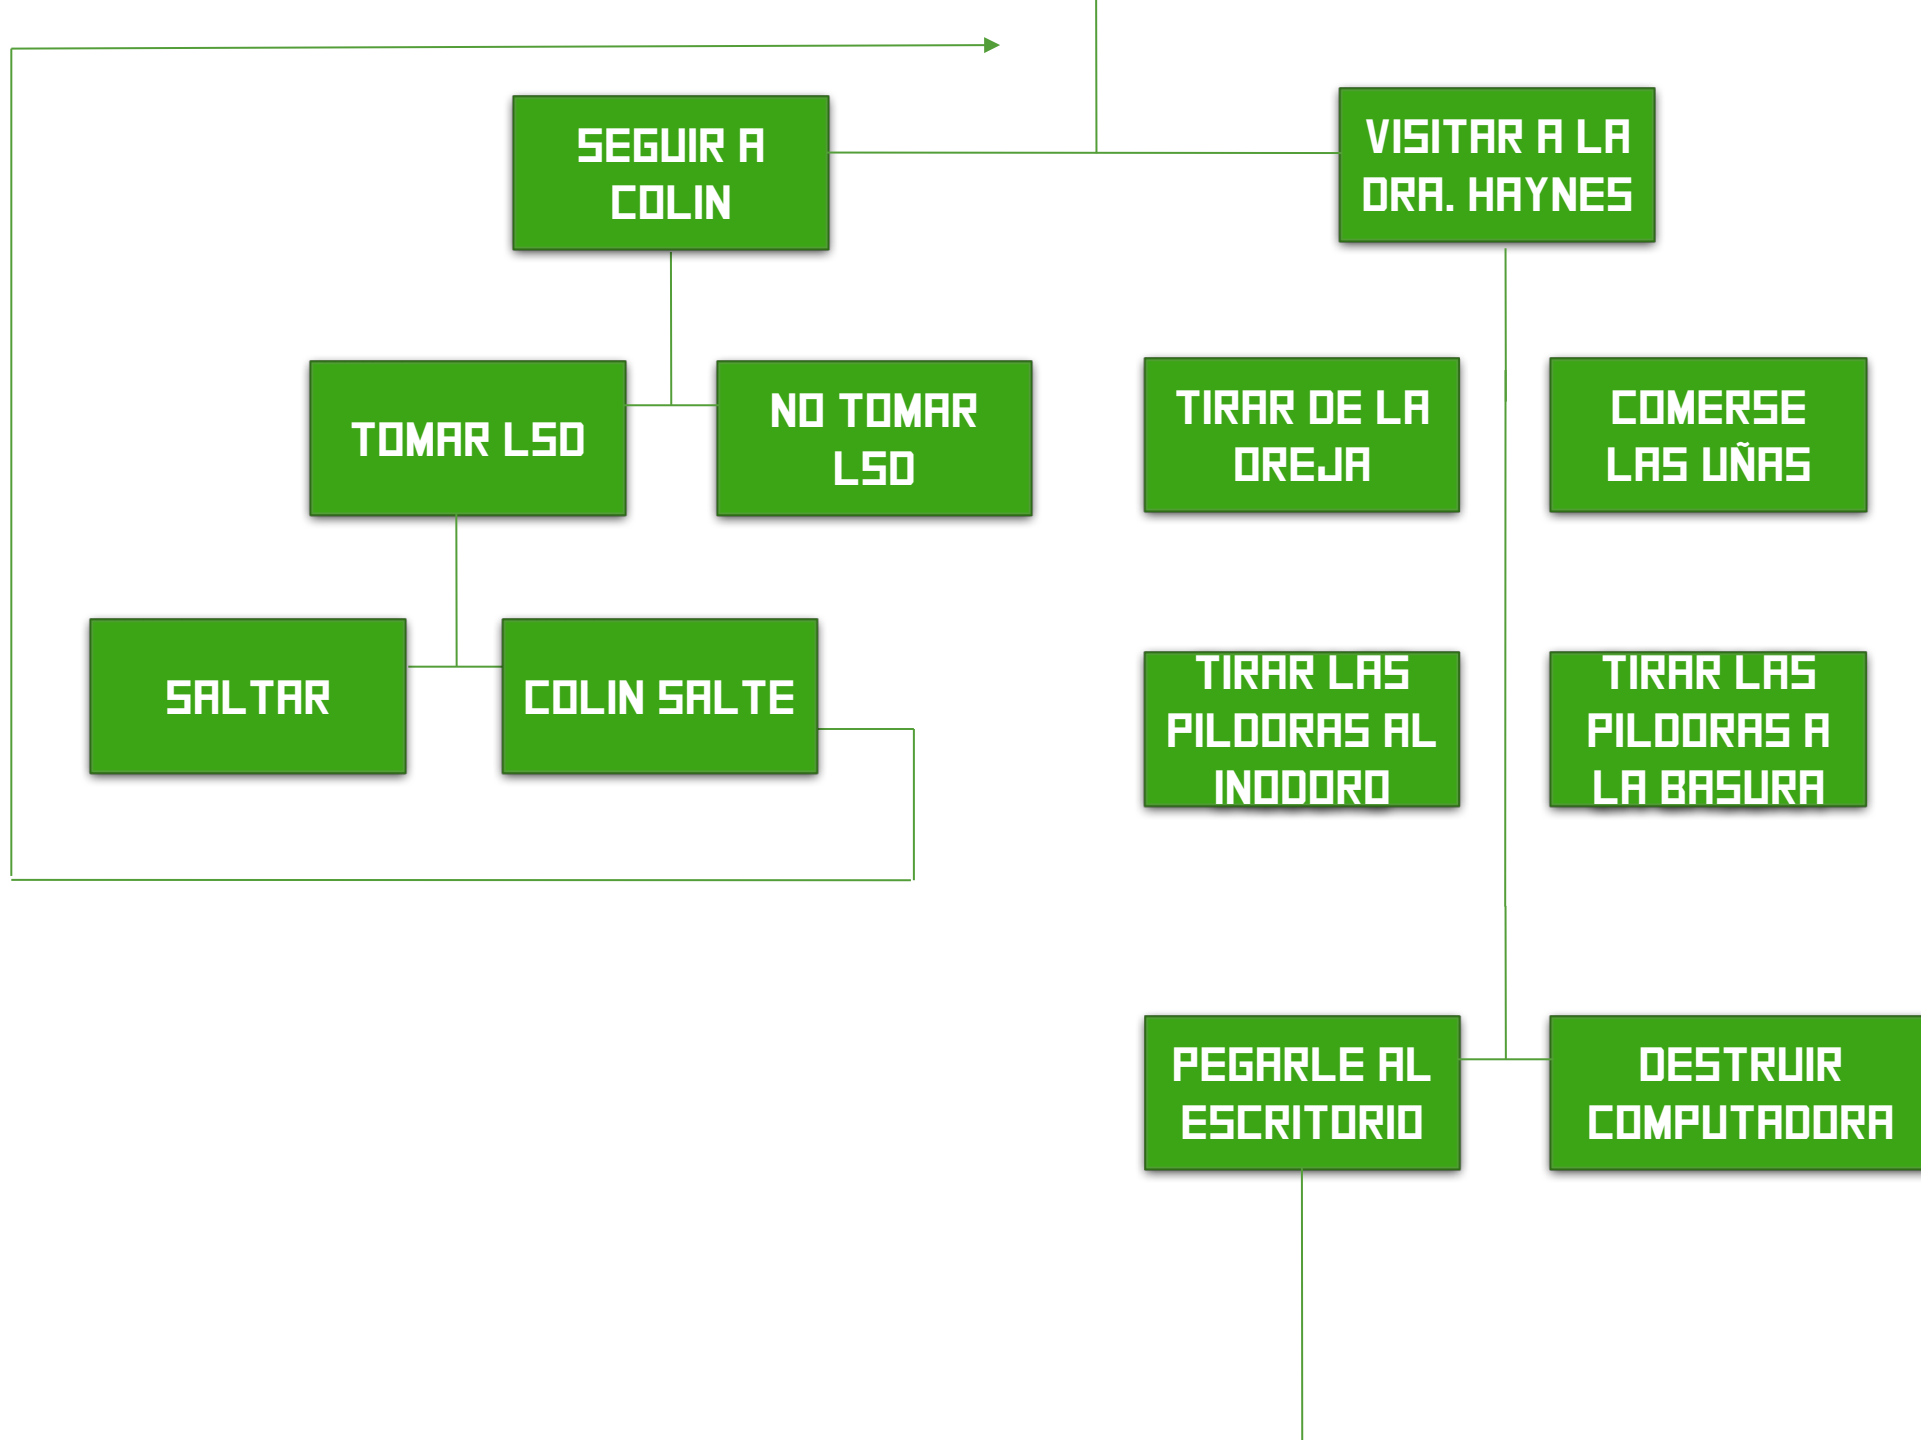 SEGUIR A
COLIN
VISITAR A LA
DRA. HAYNES
TOMAR LSD
NO TOMAR
LSD
TIRAR DE LA
OREJA
COMERSE
LAS UÑAS
SALTAR
COLIN SALTE
TIRAR LAS
PILDORAS AL
INODORO
TIRAR LAS
PILDORAS A
LA BASURA
PEGARLE AL
ESCRITORIO
DESTRUIR
COMPUTADORA